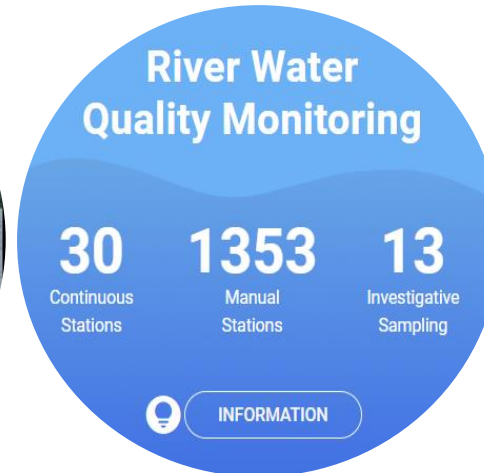 River Water
Quality Monitoring
30 1353 13
Continuous Manual Investigative
Stations Stations Sampling
INFORMATION